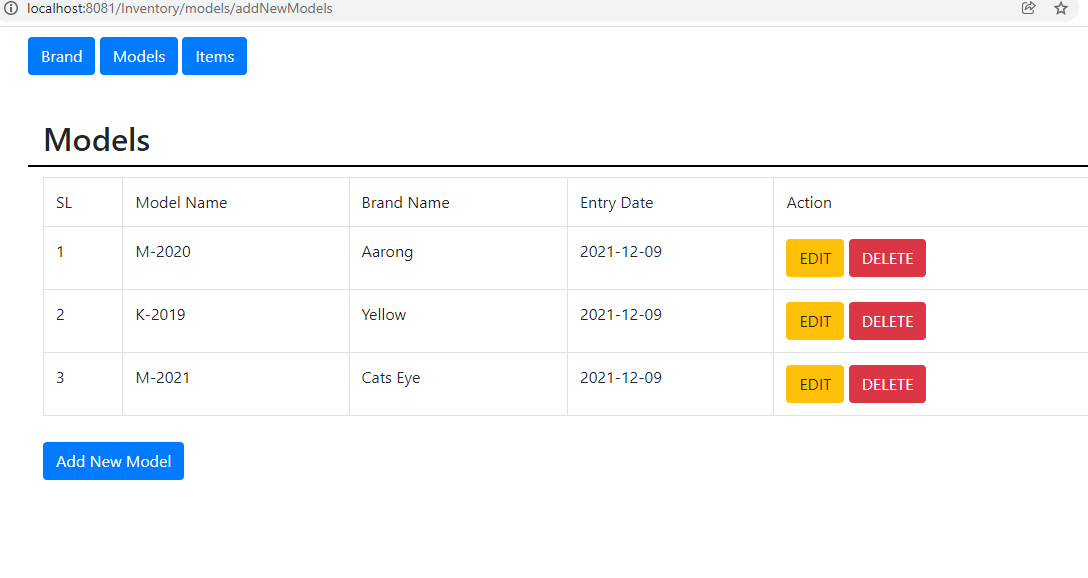 localhost:8081/Inventory/models/addNewModels
Brand Models Items
Models
SL Model Name Brand Name Entry Date Action
1 M-2020 Aarong 2021-12-09 EDIT DELETE
2 K-2019 Yellow 2021-12-09 EDIT DELETE
3 M-2021 Cats Eye 2021-12-09 EDIT DELETE
Add New Model